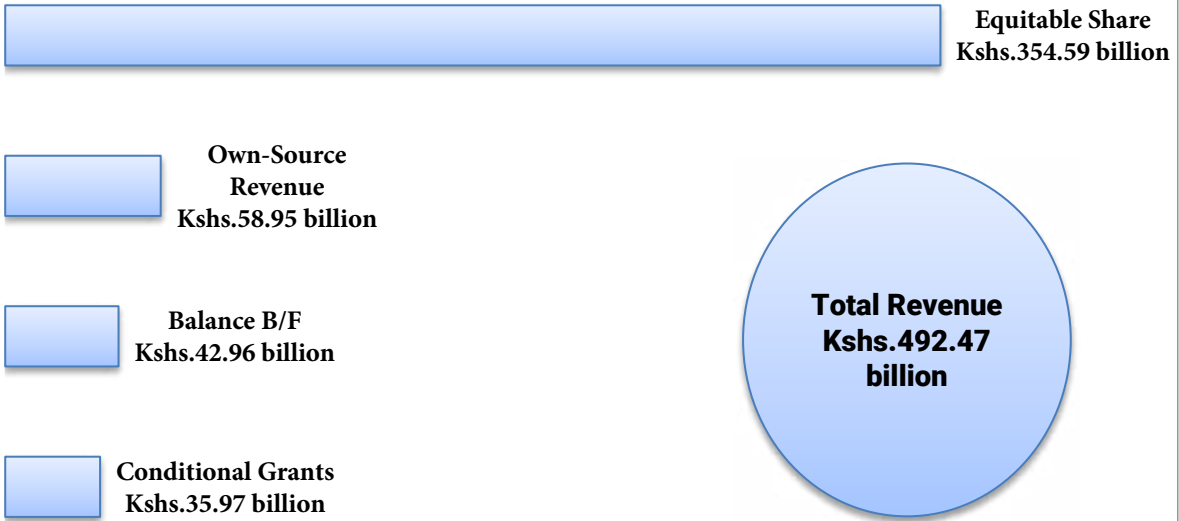 Equitable Share
Kshs.354.59 billion
Own-Source
Revenue
Kshs.58.95 billion
Balance B/F
Kshs.42.96 billion
Total Revenue
Kshs.492.47
billion
Conditional Grants
Kshs.35.97 billion